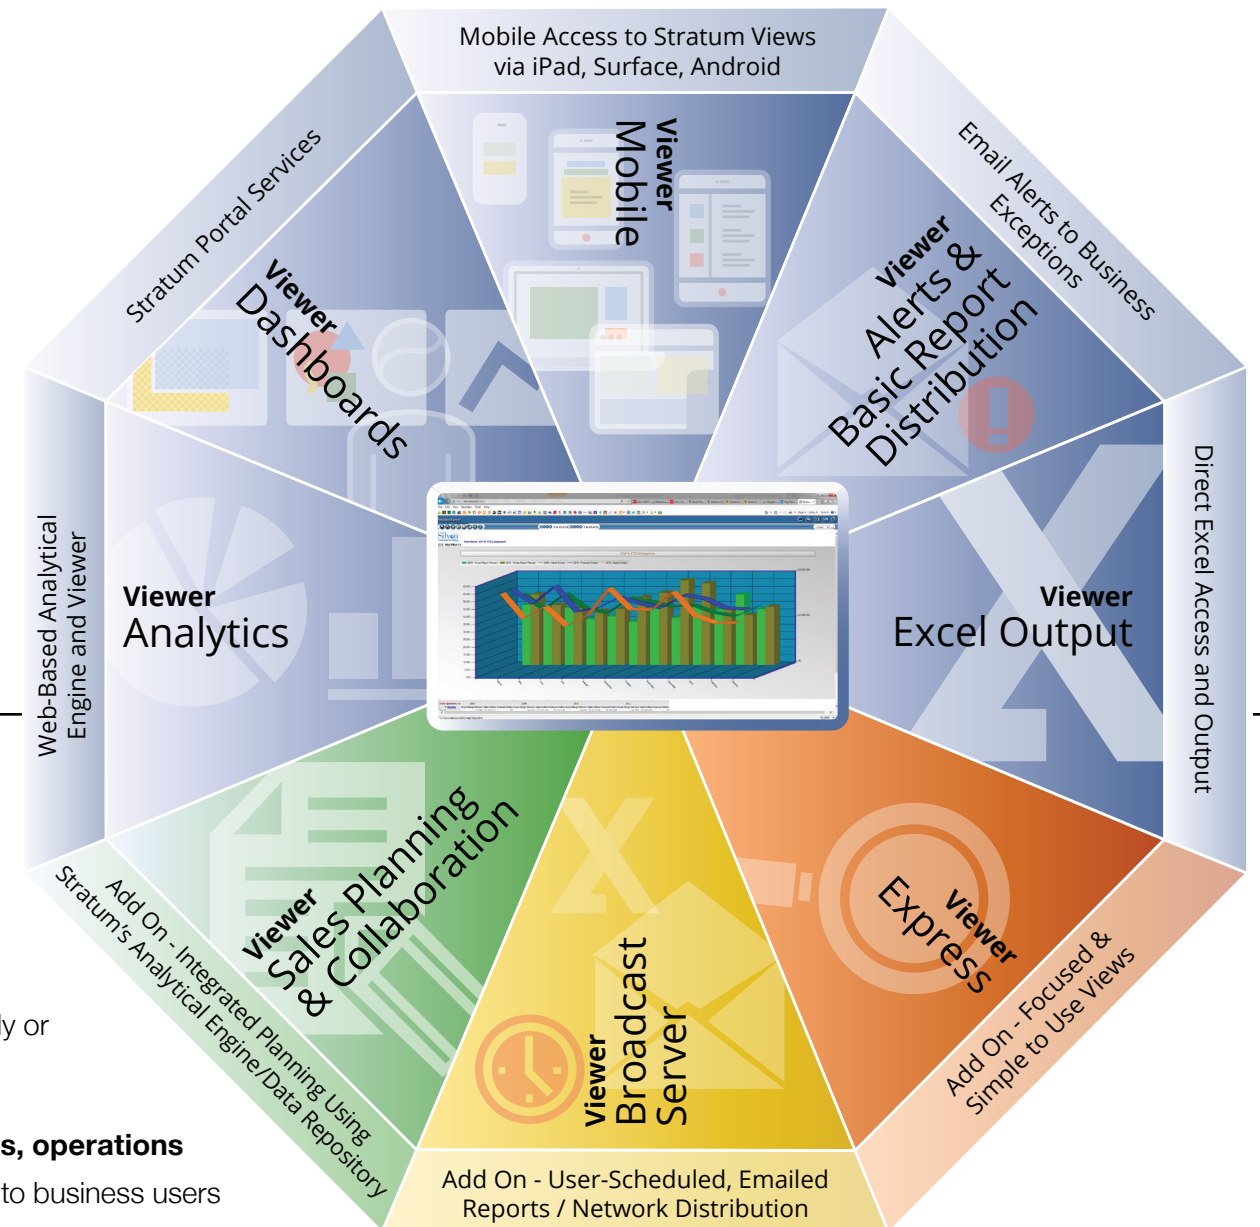 Mobile Access to Stratum Views
via iPad, Surface, Android
Viewer
Mobile
Email Alerts to Business
Exceptions
Viewer
Alerts &
Basic Report
Distribution
Direct Excel Access and Output
Viewer
Excel Output
Add On - Focused &
Simple to Use Views
Viewer
Express
Add On - User-Scheduled, Emailed
Reports / Network Distribution
Viewer
Broadcast
Server
Add On - Integrated Planning Using
Stratum's Analytical Engine/Data Repository
Viewer
Sales Planning
& Collaboration
Web-Based Analytical
Engine and Viewer
Viewer
Analytics
Stratum Portal Services
Viewer
Dashboards
Silvon
ly or
s, operations
to business users